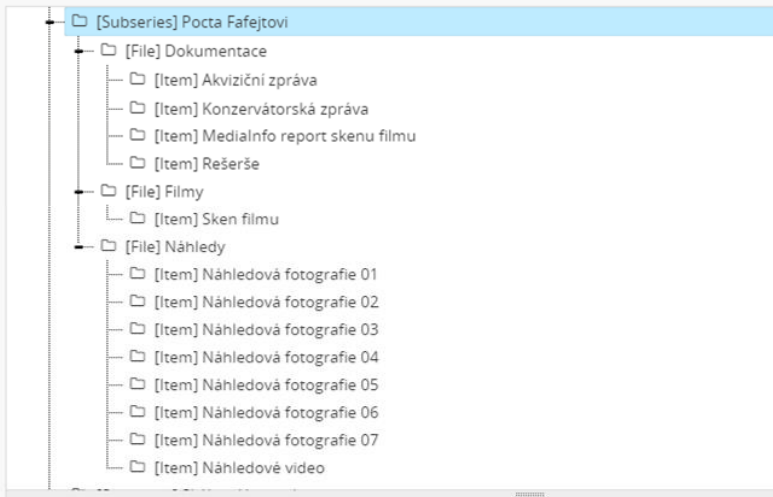 [Subseries] Pocta Fafejtovi
[File] Dokumentace
[Item] Akviziční zpráva
[Item] Konzervátorská zpráva
[Item] MediaInfo report skenu filmu
[Item] Rešerše
[File] Filmy
[Item] Sken filmu
[File] Náhledy
[Item] Náhledová fotografie 01
[Item] Náhledová fotografie 02
[Item] Náhledová fotografie 03
[Item] Náhledová fotografie 04
[Item] Náhledová fotografie 05
[Item] Náhledová fotografie 06
[Item] Náhledová fotografie 07
[Item] Náhledové video